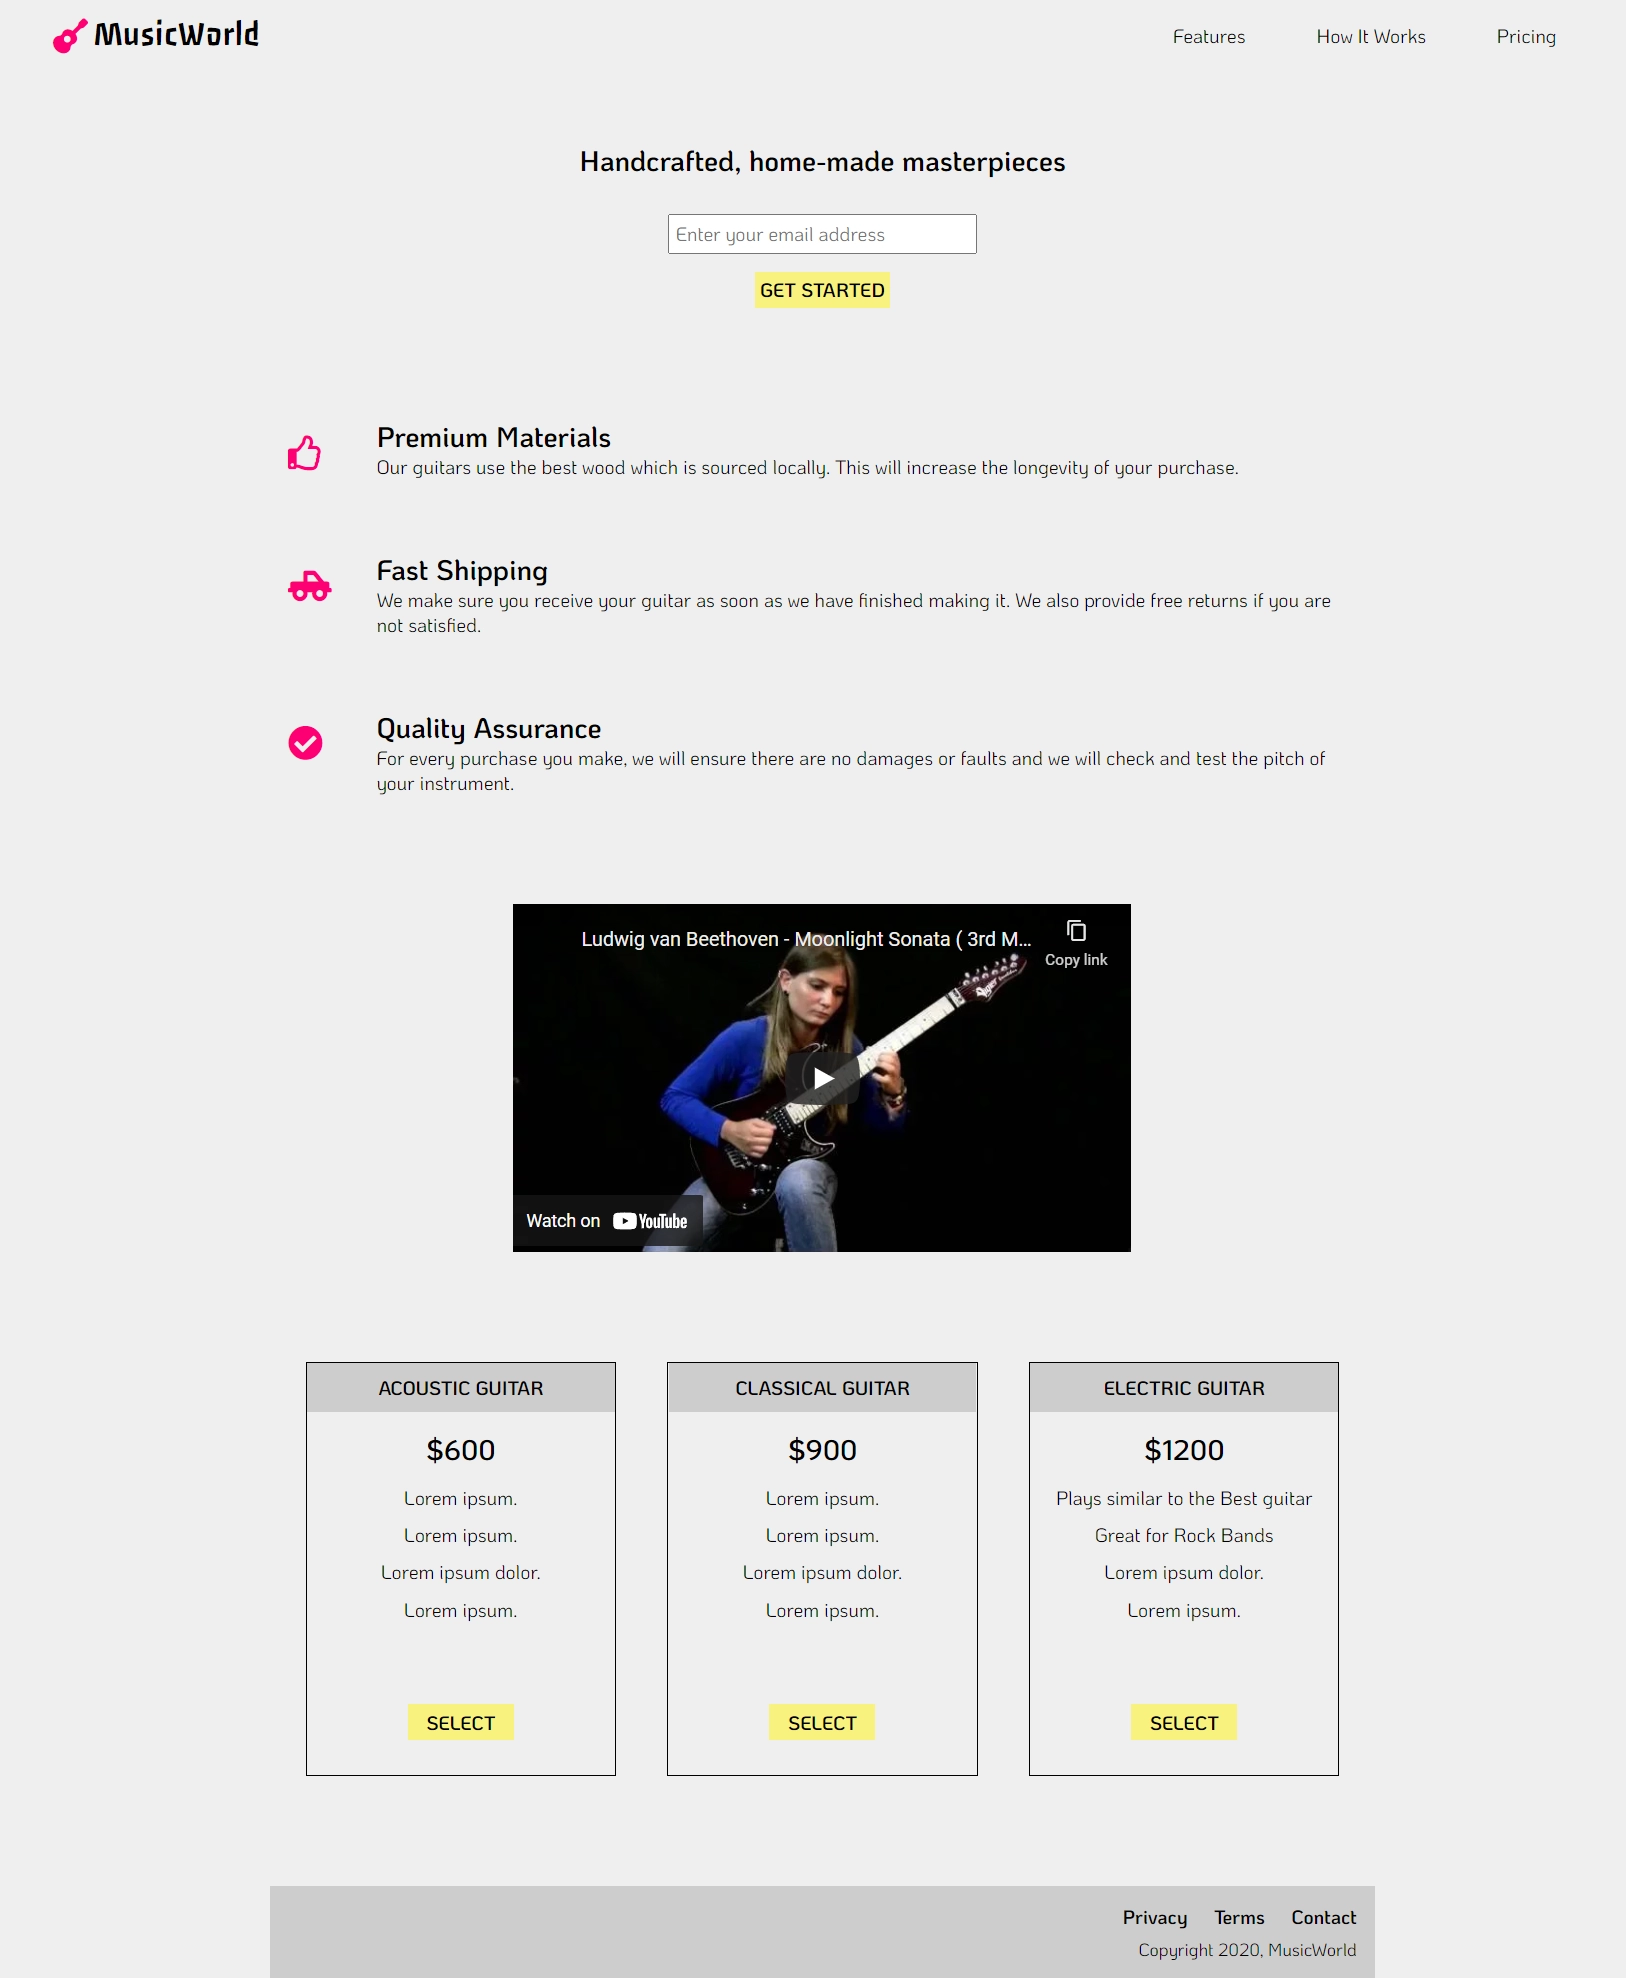 MusicWorld
Features
How It Works
Pricing
Handcrafted, home-made masterpieces
Enter your email address
GET STARTED
Premium Materials
Our guitars use the best wood which is sourced locally. This will increase the longevity of your purchase.
Fast Shipping
We make sure you receive your guitar as soon as we have finished making it. We also provide free returns if you are
not satisfied.
Quality Assurance
For every purchase you make, we will ensure there are no damages or faults and we will check and test the pitch of
your instrument.
Ludwig van Beethoven - Moonlight Sonata ( 3rd M...
Copy link
Watch on YouTube
ACOUSTIC GUITAR
$600
Lorem ipsum.
Lorem ipsum.
Lorem ipsum dolor.
Lorem ipsum.
SELECT
CLASSICAL GUITAR
$900
Lorem ipsum.
Lorem ipsum.
Lorem ipsum dolor.
Lorem ipsum.
SELECT
ELECTRIC GUITAR
$1200
Plays similar to the Best guitar
Great for Rock Bands
Lorem ipsum dolor.
Lorem ipsum.
SELECT
Privacy
Terms
Contact
Copyright 2020, MusicWorld